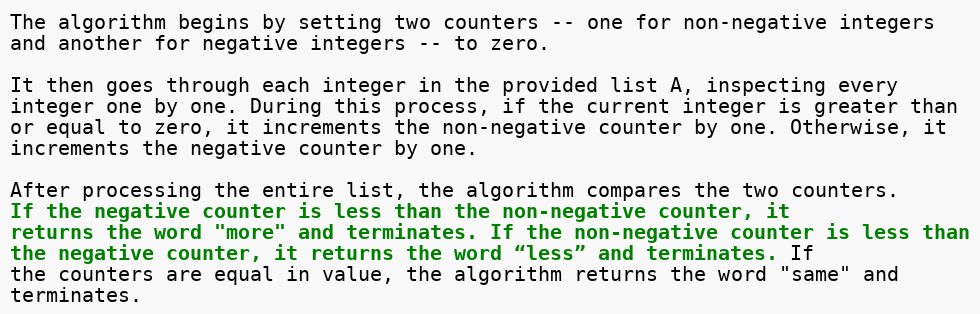 The algorithm begins by setting two counters -- one for non-negative integers
and another for negative integers -- to zero.
It then goes through each integer in the provided list A, inspecting every
integer one by one. During this process, if the current integer is greater than
or equal to zero, it increments the non-negative counter by one. Otherwise, it
increments the negative counter by one.
After processing the entire list, the algorithm compares the two counters.
If the negative counter is less than the non-negative counter, it
returns the word "more" and terminates. If the non-negative counter is less than
the negative counter, it returns the word “less” and terminates. If
the counters are equal in value, the algorithm returns the word "same" and
terminates.